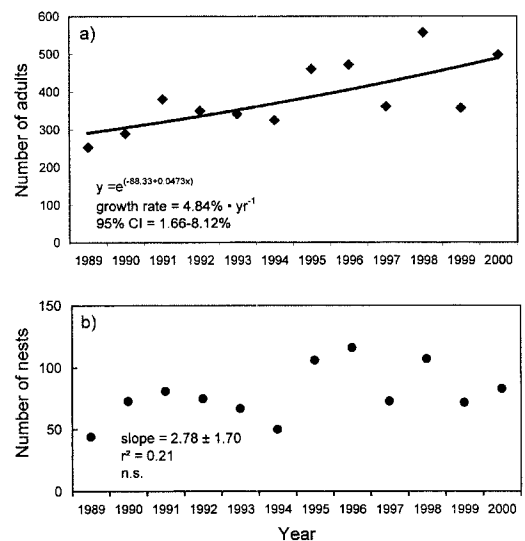 a)
Number of adults
600
500
400
300
200
100
0
y =e(-88.33+0.0473x)
growth rate = 4.84% · yr-1
95% CI = 1.66-8.12%
1989 1990 1991 1992 1993 1994 1995 1996 1997 1998 1999 2000
b)
Number of nests
150
100
50
0
slope = 2.78 ± 1.70
r² = 0.21
n.s.
1989 1990 1991 1992 1993 1994 1995 1996 1997 1998 1999 2000
Year